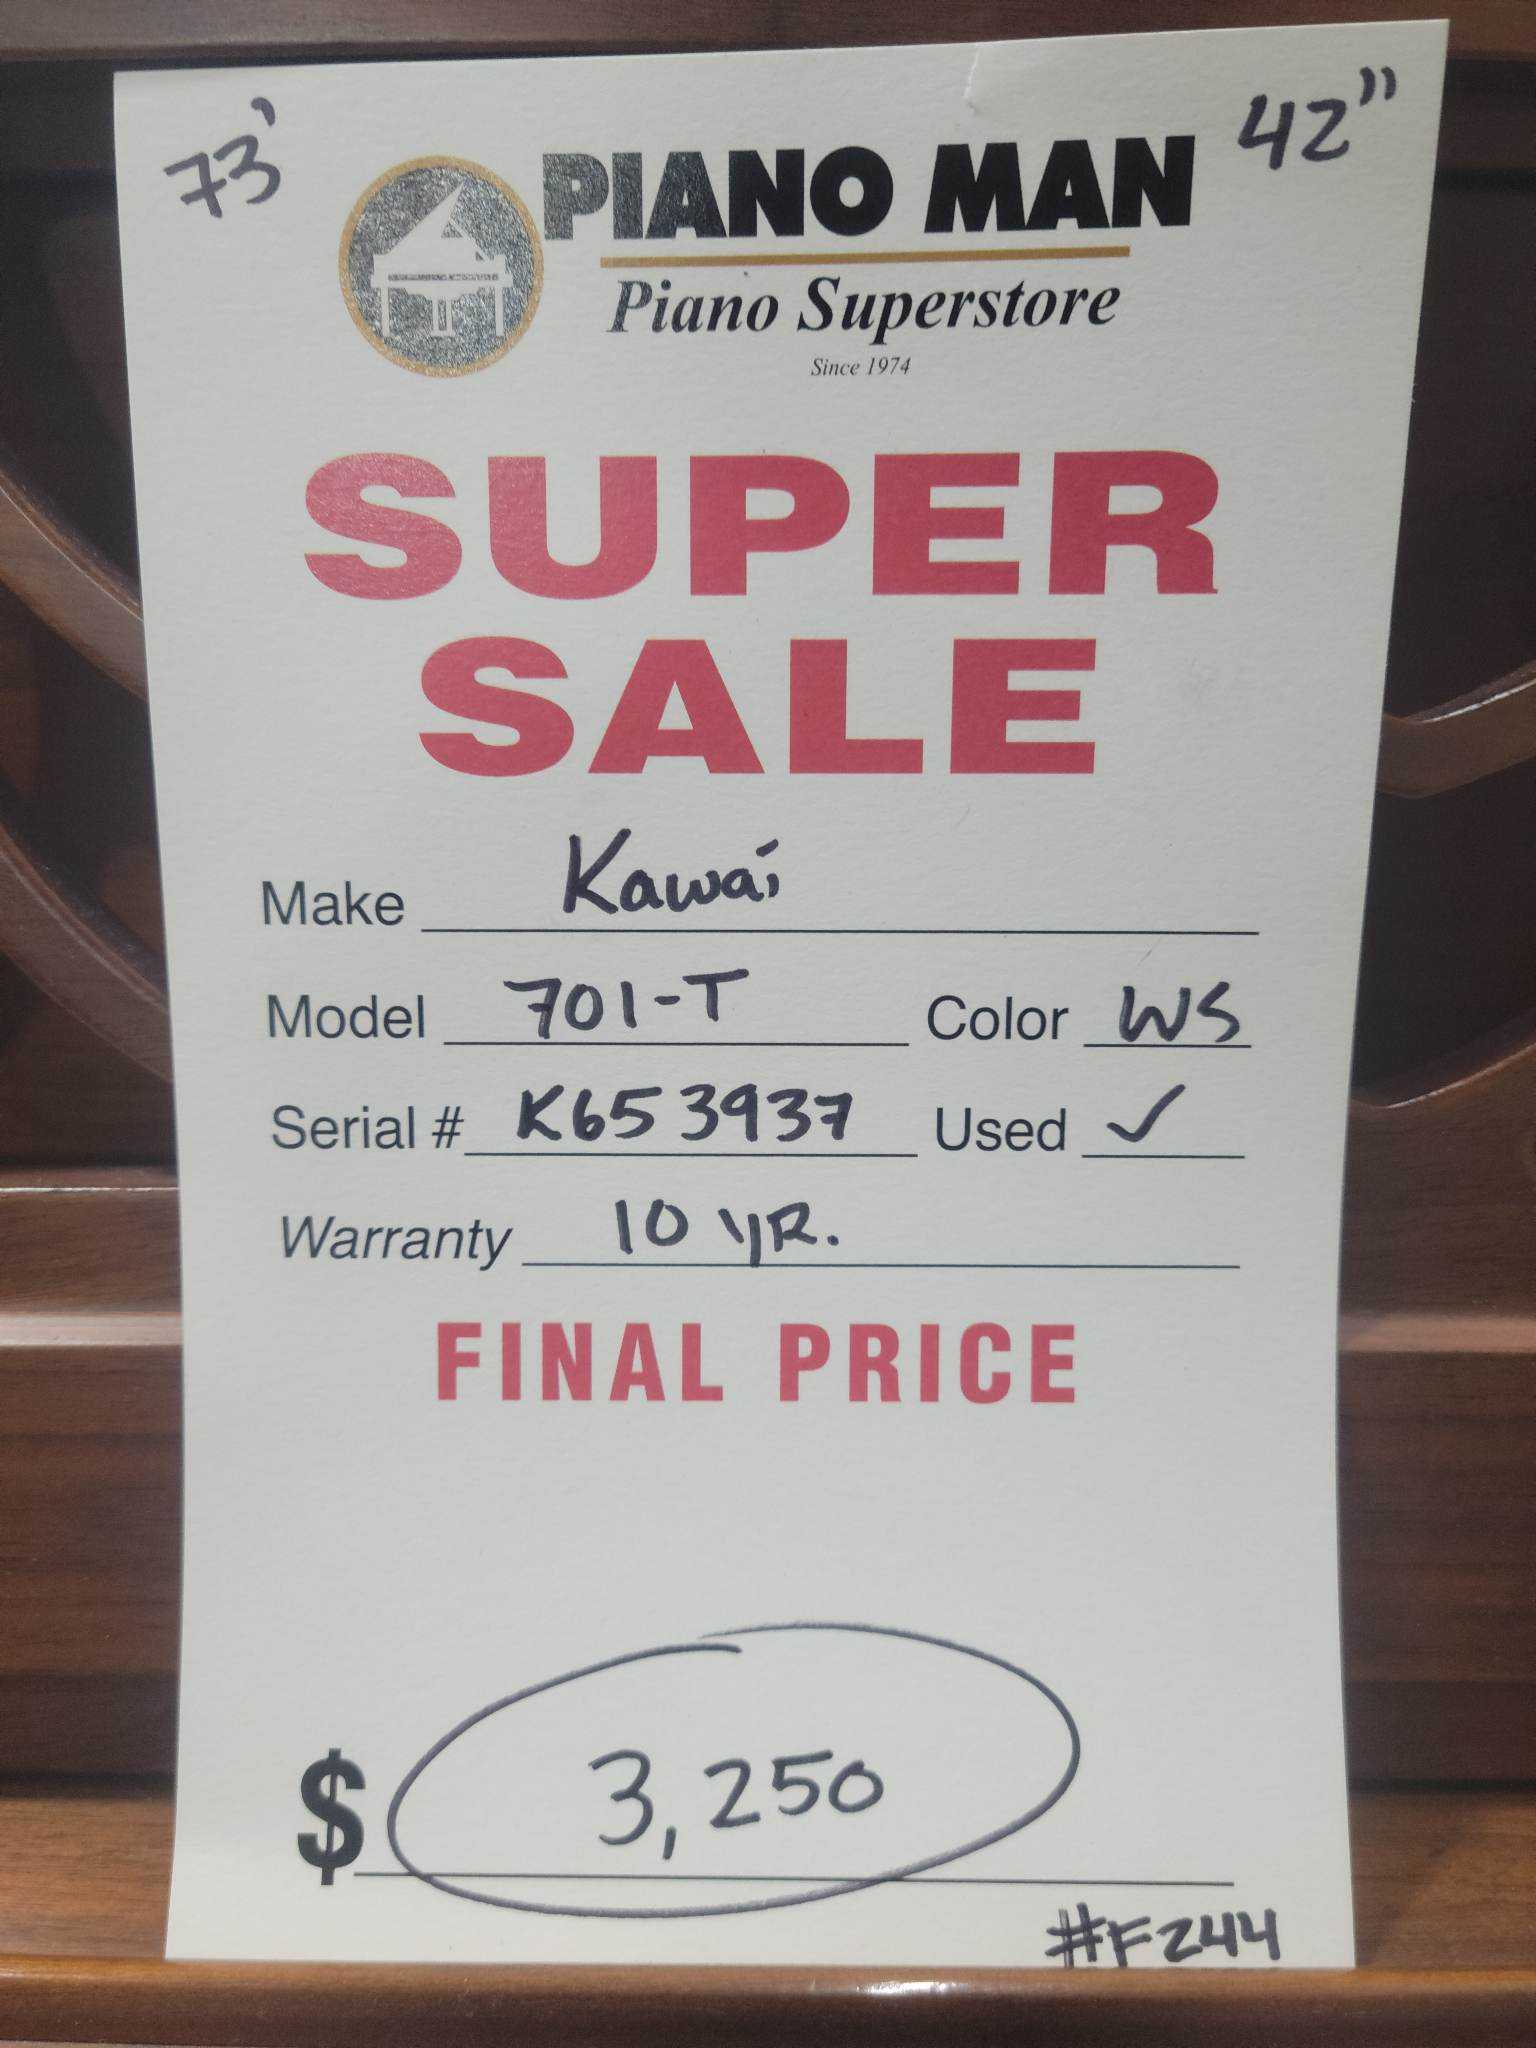 73' 42"
PIANO MAN
Piano Superstore
Since 1974
SUPER
SALE
Make Kawai
Model 701-T Color WS
Serial # K653937 Used ✓
Warranty 10 YR.
FINAL PRICE
$ 3,250
#F244